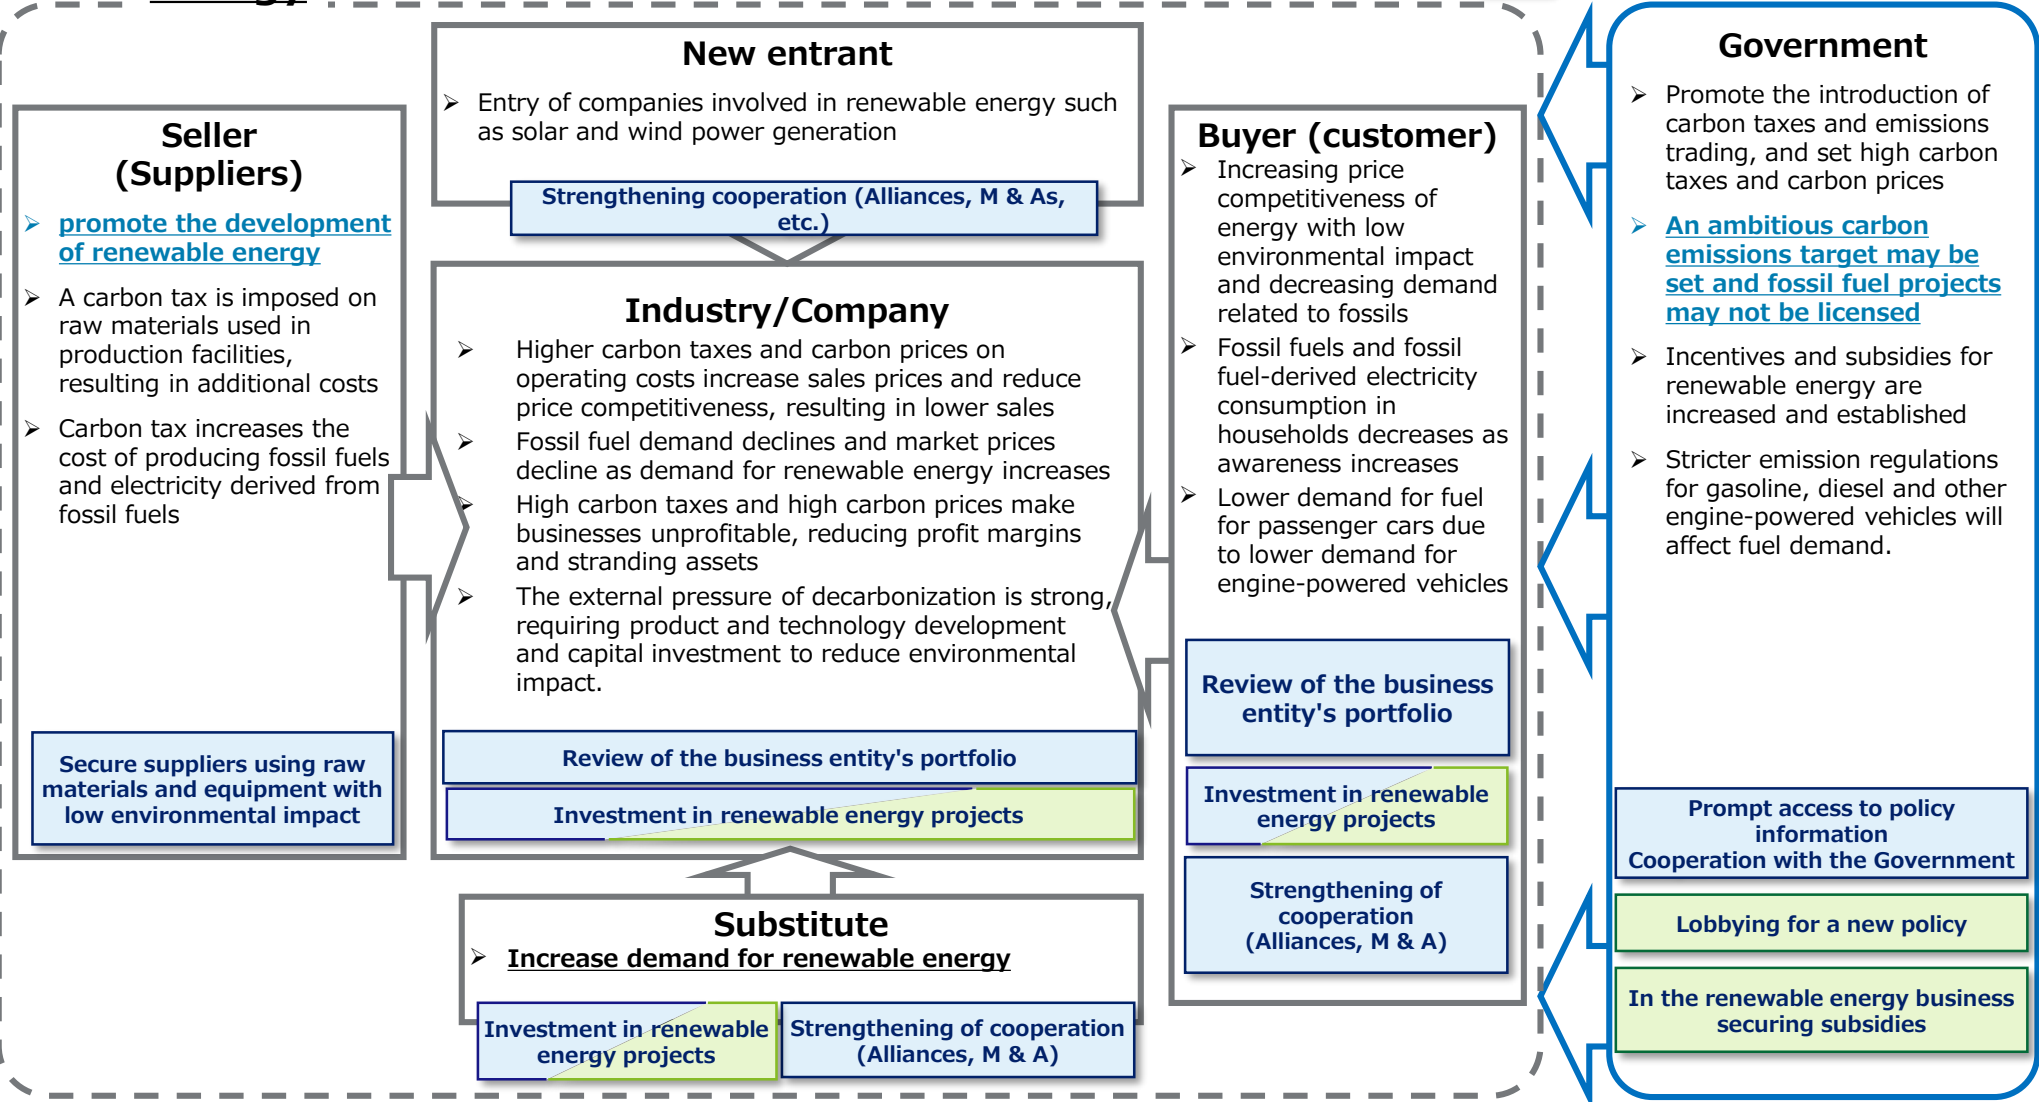 New entrant
Entry of companies involved in renewable energy such
as solar and wind power generation
Strengthening cooperation (Alliances, M & As,
etc.)
Seller
(Suppliers)
promote the development
of renewable energy
A carbon tax is imposed on
raw materials used in
production facilities,
resulting in additional costs
Carbon tax increases the
cost of producing fossil fuels
and electricity derived from
fossil fuels
Secure suppliers using raw
materials and equipment with
low environmental impact
Industry/Company
Higher carbon taxes and carbon prices on
operating costs increase sales prices and reduce
price competitiveness, resulting in lower sales
Fossil fuel demand declines and market prices
decline as demand for renewable energy increases
High carbon taxes and high carbon prices make
businesses unprofitable, reducing profit margins
and stranding assets
The external pressure of decarbonization is strong,
requiring product and technology development
and capital investment to reduce environmental
impact.
Review of the business entity's portfolio
Investment in renewable energy projects
Substitute
Increase demand for renewable energy
Investment in renewable
energy projects
Strengthening of cooperation
(Alliances, M & A)
Buyer (customer)
Increasing price
competitiveness of
energy with low
environmental impact
and decreasing demand
related to fossils
Fossil fuels and fossil
fuel-derived electricity
consumption in
households decreases as
awareness increases
Lower demand for fuel
for passenger cars due
to lower demand for
engine-powered vehicles
Review of the business
entity's portfolio
Investment in renewable
energy projects
Strengthening of
cooperation
(Alliances, M & A)
Government
Promote the introduction of
carbon taxes and emissions
trading, and set high carbon
taxes and carbon prices
An ambitious carbon
emissions target may be
set and fossil fuel projects
may not be licensed
Incentives and subsidies for
renewable energy are
increased and established
Stricter emission regulations
for gasoline, diesel and other
engine-powered vehicles will
affect fuel demand.
Prompt access to policy
information
Cooperation with the Government
Lobbying for a new policy
In the renewable energy business
securing subsidies